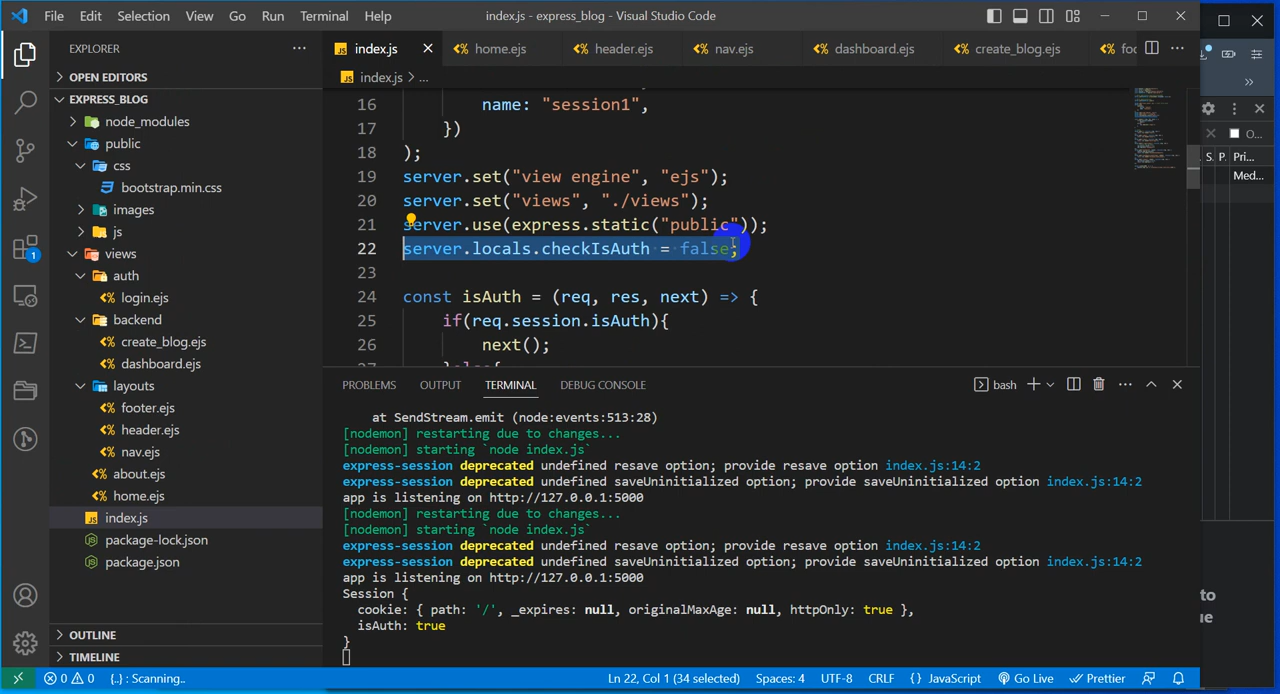 File Edit Selection View Go Run Terminal Help index.js - express_blog - Visual Studio Code
EXPLORER
OPEN EDITORS
EXPRESS_BLOG
node_modules
public
css
bootstrap.min.css
images
js
views
auth
login.ejs
backend
create_blog.ejs
dashboard.ejs
layouts
footer.ejs
header.ejs
nav.ejs
about.ejs
home.ejs
index.js
package-lock.json
package.json
OUTLINE
TIMELINE
1
index.js home.ejs header.ejs nav.ejs dashboard.ejs create_blog.ejs
index.js > ...
16 name: "session1",
17 })
18 );
19 server.set("view engine", "ejs");
20 server.set("views", "./views");
21 server.use(express.static("public"));
22 server.locals.checkIsAuth = false;
23
24 const isAuth = (req, res, next) => {
25 if(req.session.isAuth){
26 next();
PROBLEMS OUTPUT TERMINAL DEBUG CONSOLE bash
at SendStream.emit (node:events:513:28)
[nodemon] restarting due to changes...
[nodemon] starting `node index.js`
express-session deprecated undefined resave option; provide resave option index.js:14:2
express-session deprecated undefined saveUninitialized option; provide saveUninitialized option index.js:14:2
app is listening on http://127.0.0.1:5000
[nodemon] restarting due to changes...
[nodemon] starting `node index.js`
express-session deprecated undefined resave option; provide resave option index.js:14:2
express-session deprecated undefined saveUninitialized option; provide saveUninitialized option index.js:14:2
app is listening on http://127.0.0.1:5000
Session {
cookie: { path: '/', _expires: null, originalMaxAge: null, httpOnly: true },
isAuth: true
}
0 0 {..} : Scanning.. Ln 22, Col 1 (34 selected) Spaces: 4 UTF-8 CRLF {} JavaScript Go Live Prettier
O...
S. P. Pri...
Med...
to